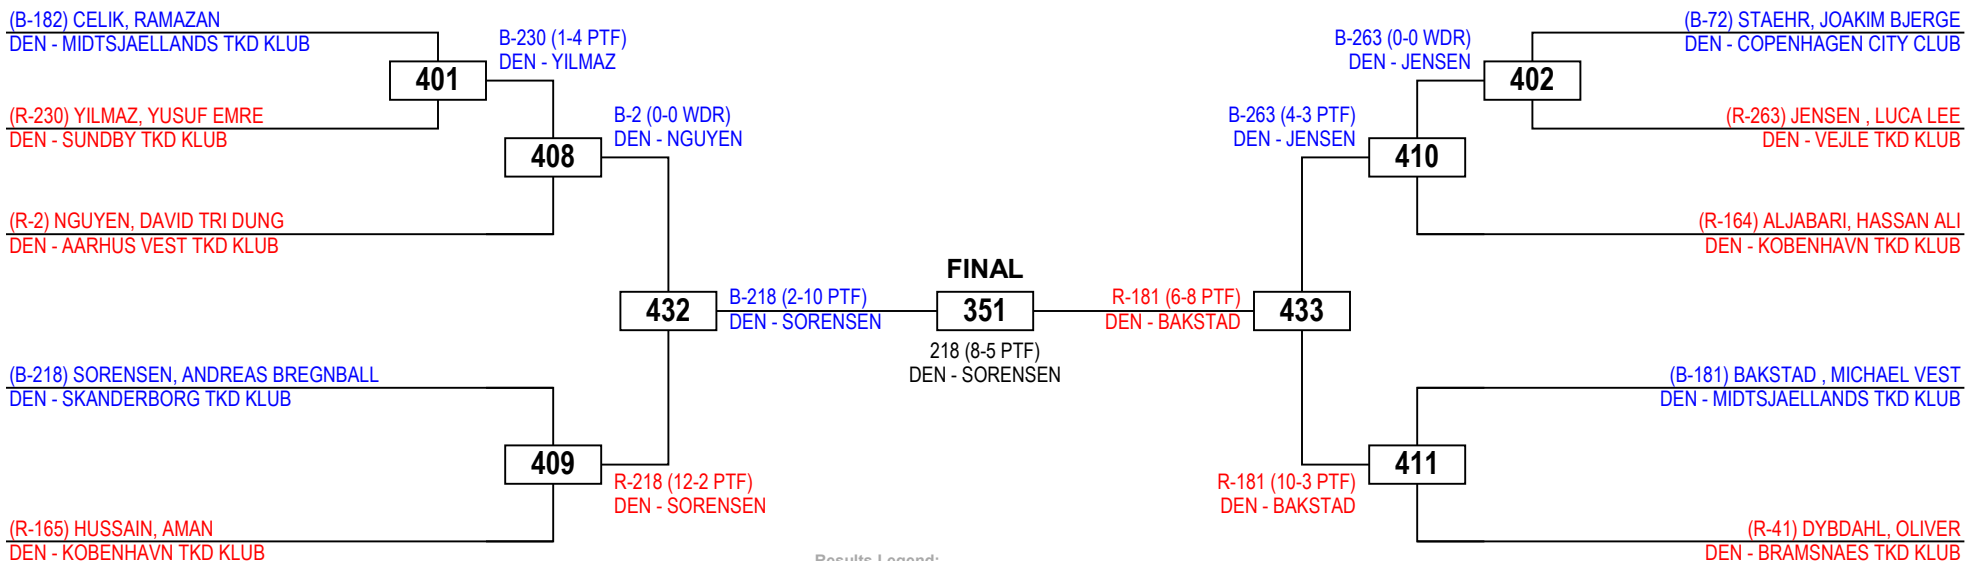 (B-182) CELIK, RAMAZAN
DEN - MIDTSJAELLANDS TKD KLUB
401
B-230 (1-4 PTF)
DEN - YILMAZ
(R-230) YILMAZ, YUSUF EMRE
DEN - SUNDBY TKD KLUB
408
B-2 (0-0 WDR)
DEN - NGUYEN
(R-2) NGUYEN, DAVID TRI DUNG
DEN - AARHUS VEST TKD KLUB
432
B-218 (2-10 PTF)
DEN - SORENSEN
(B-218) SORENSEN, ANDREAS BREGNBALL
DEN - SKANDERBORG TKD KLUB
409
R-218 (12-2 PTF)
DEN - SORENSEN
(R-165) HUSSAIN, AMAN
DEN - KOBENHAVN TKD KLUB
FINAL
351
218 (8-5 PTF)
DEN - SORENSEN
(B-72) STAEHR, JOAKIM BJERGE
DEN - COPENHAGEN CITY CLUB
B-263 (0-0 WDR)
DEN - JENSEN
402
(R-263) JENSEN , LUCA LEE
DEN - VEJLE TKD KLUB
B-263 (4-3 PTF)
DEN - JENSEN
410
(R-164) ALJABARI, HASSAN ALI
DEN - KOBENHAVN TKD KLUB
R-181 (6-8 PTF)
DEN - BAKSTAD
433
(B-181) BAKSTAD , MICHAEL VEST
DEN - MIDTSJAELLANDS TKD KLUB
411
R-181 (10-3 PTF)
DEN - BAKSTAD
(R-41) DYBDAHL, OLIVER
DEN - BRAMSNAES TKD KLUB
Results Legend: